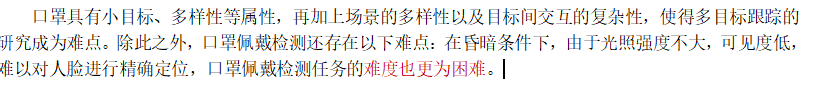 口罩具有小目标、多样性等属性，再加上场景的多样性以及目标间交互的复杂性，使得多目标跟踪的
研究成为难点。除此之外，口罩佩戴检测还存在以下难点：在昏暗条件下，由于光照强度不大，可见度低，
难以对人脸进行精确定位，口罩佩戴检测任务的难度也更为困难。